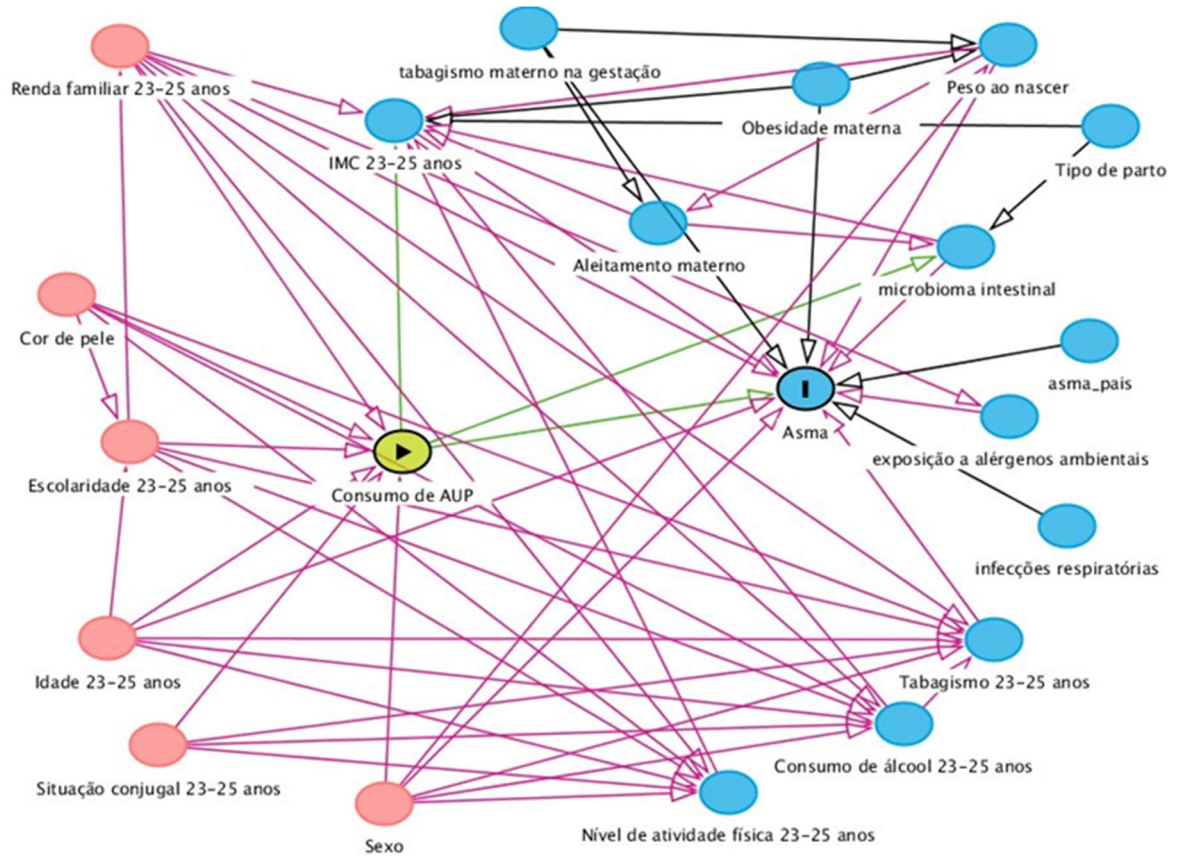 tabagismo materno na gestação
Renda familiar 23-25 anos
Peso ao nascer
Obesidade materna
IMC 23-25 anos
Tipo de parto
Aleitamento materno
microbioma intestinal
Cor de pele
asma_pais
Asma
exposição a alérgenos ambientais
Escolaridade 23-25 anos
Consumo de AUP
infecções respiratórias
Idade 23-25 anos
Tabagismo 23-25 anos
Consumo de álcool 23-25 anos
Situação conjugal 23-25 anos
Nível de atividade física 23-25 anos
Sexo